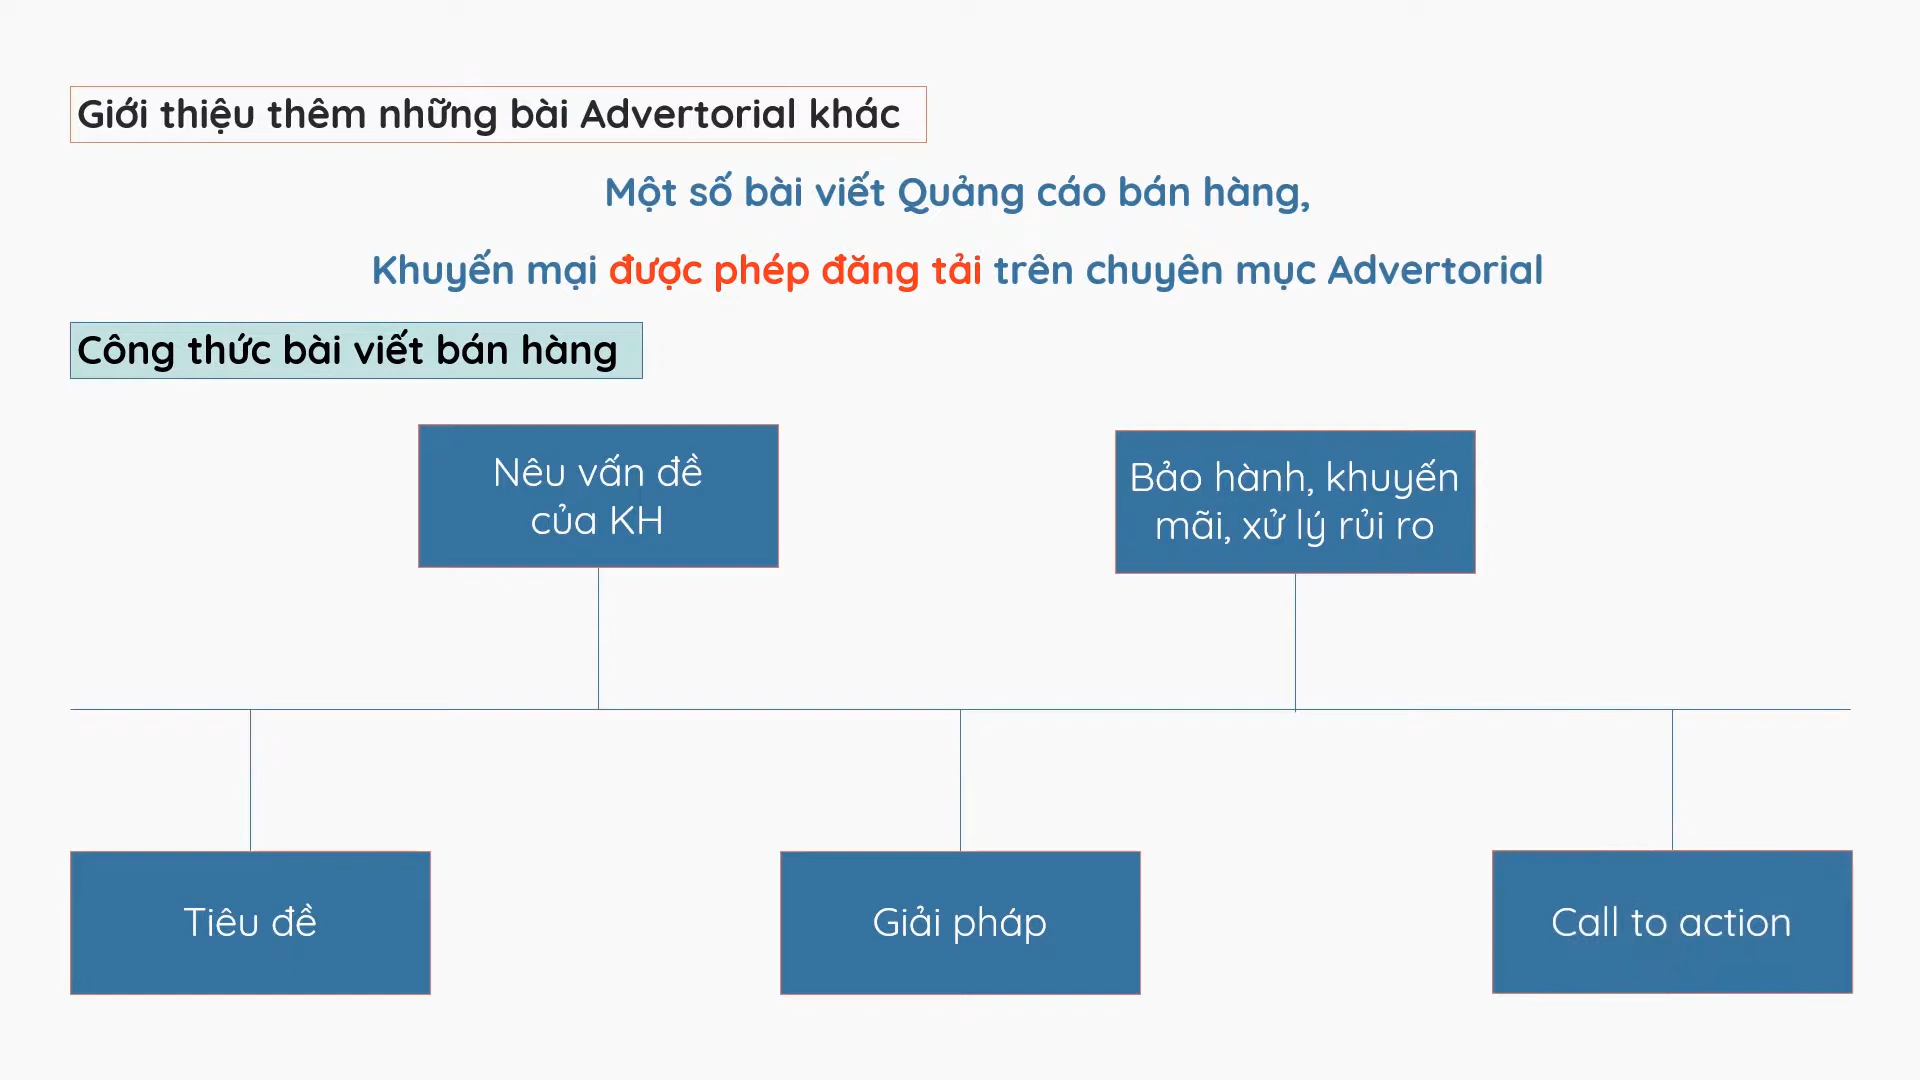 Giới thiệu thêm những bài Advertorial khác
Một số bài viết Quảng cáo bán hàng,
Khuyến mại được phép đăng tải trên chuyên mục Advertorial
Công thức bài viết bán hàng
Nêu vấn đề
của KH
Bảo hành, khuyến
mãi, xử lý rủi ro
Tiêu đề
Giải pháp
Call to action